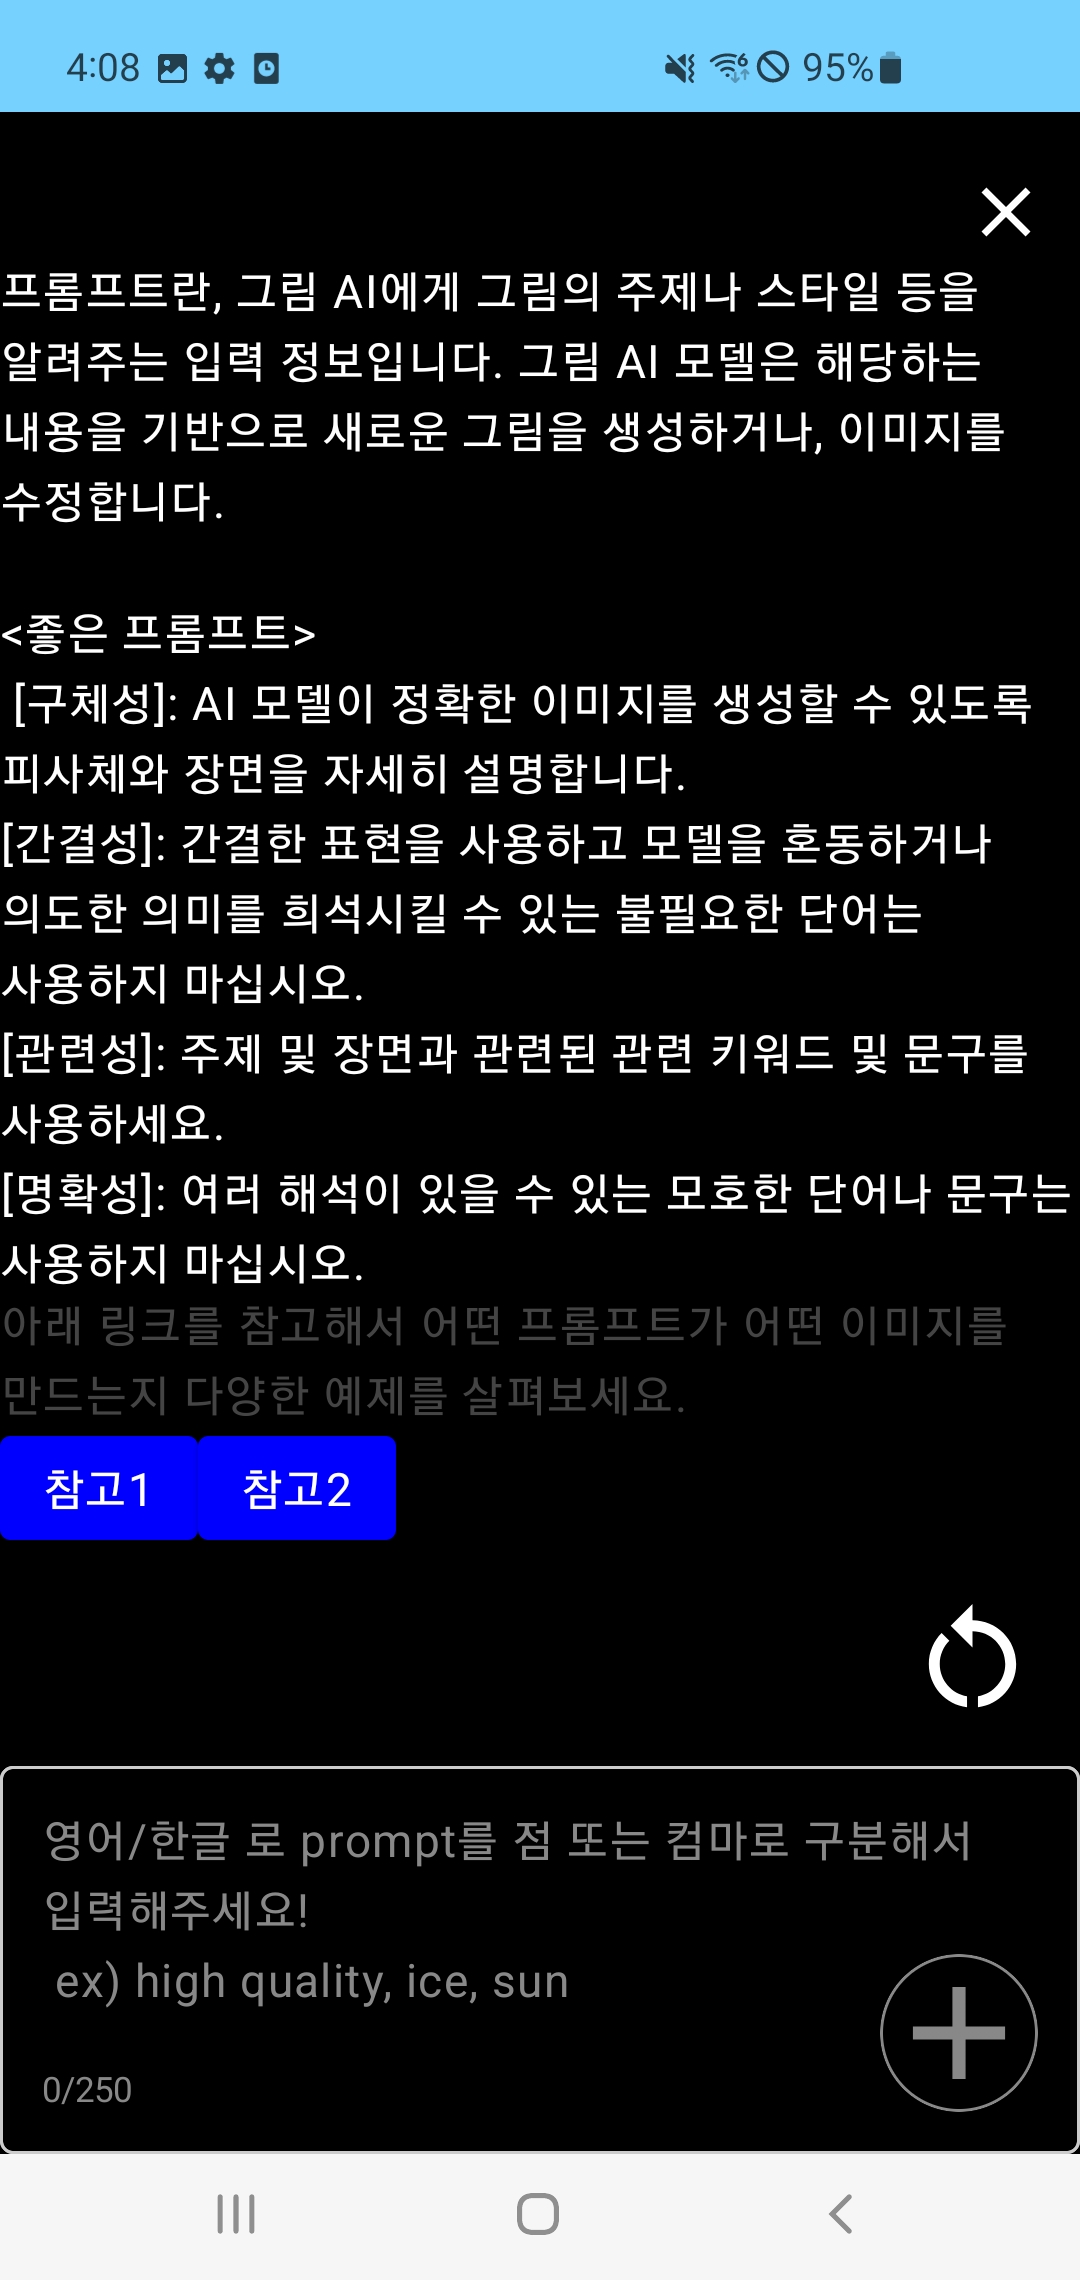 4:08
95%
프롬프트란, 그림 AI에게 그림의 주제나 스타일 등을
알려주는 입력 정보입니다. 그림 AI 모델은 해당하는
내용을 기반으로 새로운 그림을 생성하거나, 이미지를
수정합니다.
<좋은 프롬프트>
[구체성]: AI 모델이 정확한 이미지를 생성할 수 있도록
피사체와 장면을 자세히 설명합니다.
[간결성]: 간결한 표현을 사용하고 모델을 혼동하거나
의도한 의미를 희석시킬 수 있는 불필요한 단어는
사용하지 마십시오.
[관련성]: 주제 및 장면과 관련된 관련 키워드 및 문구를
사용하세요.
[명확성]: 여러 해석이 있을 수 있는 모호한 단어나 문구는
사용하지 마십시오.
아래 링크를 참고해서 어떤 프롬프트가 어떤 이미지를
만드는지 다양한 예제를 살펴보세요.
참고1 참고2
영어/한글 로 prompt를 점 또는 컴마로 구분해서
입력해주세요!
ex) high quality, ice, sun
0/250